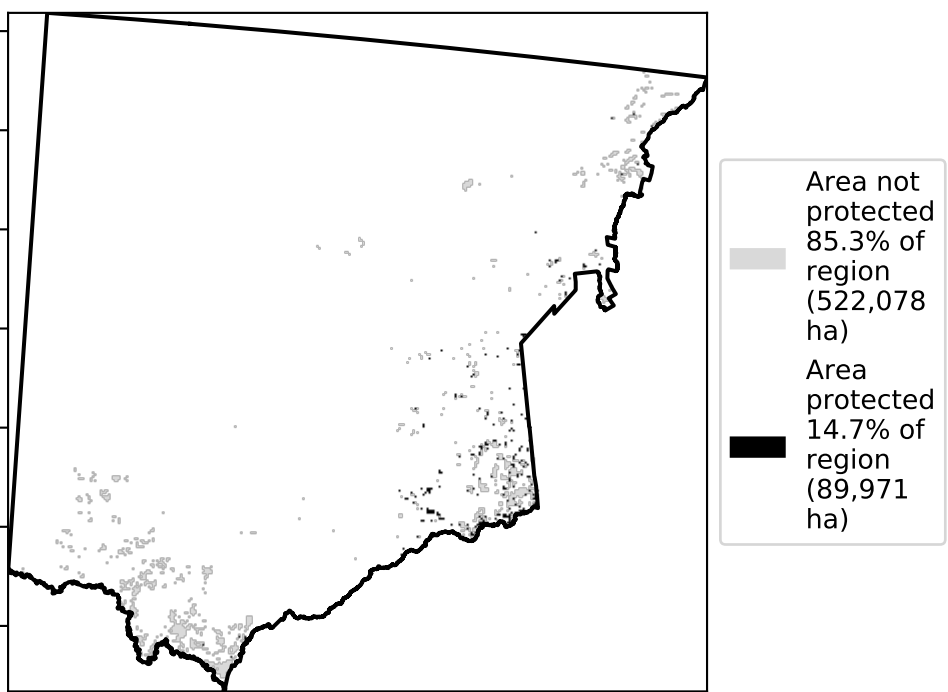 Area not
protected
85.3% of
region
(522,078
ha)
Area
protected
14.7% of
region
(89,971
ha)